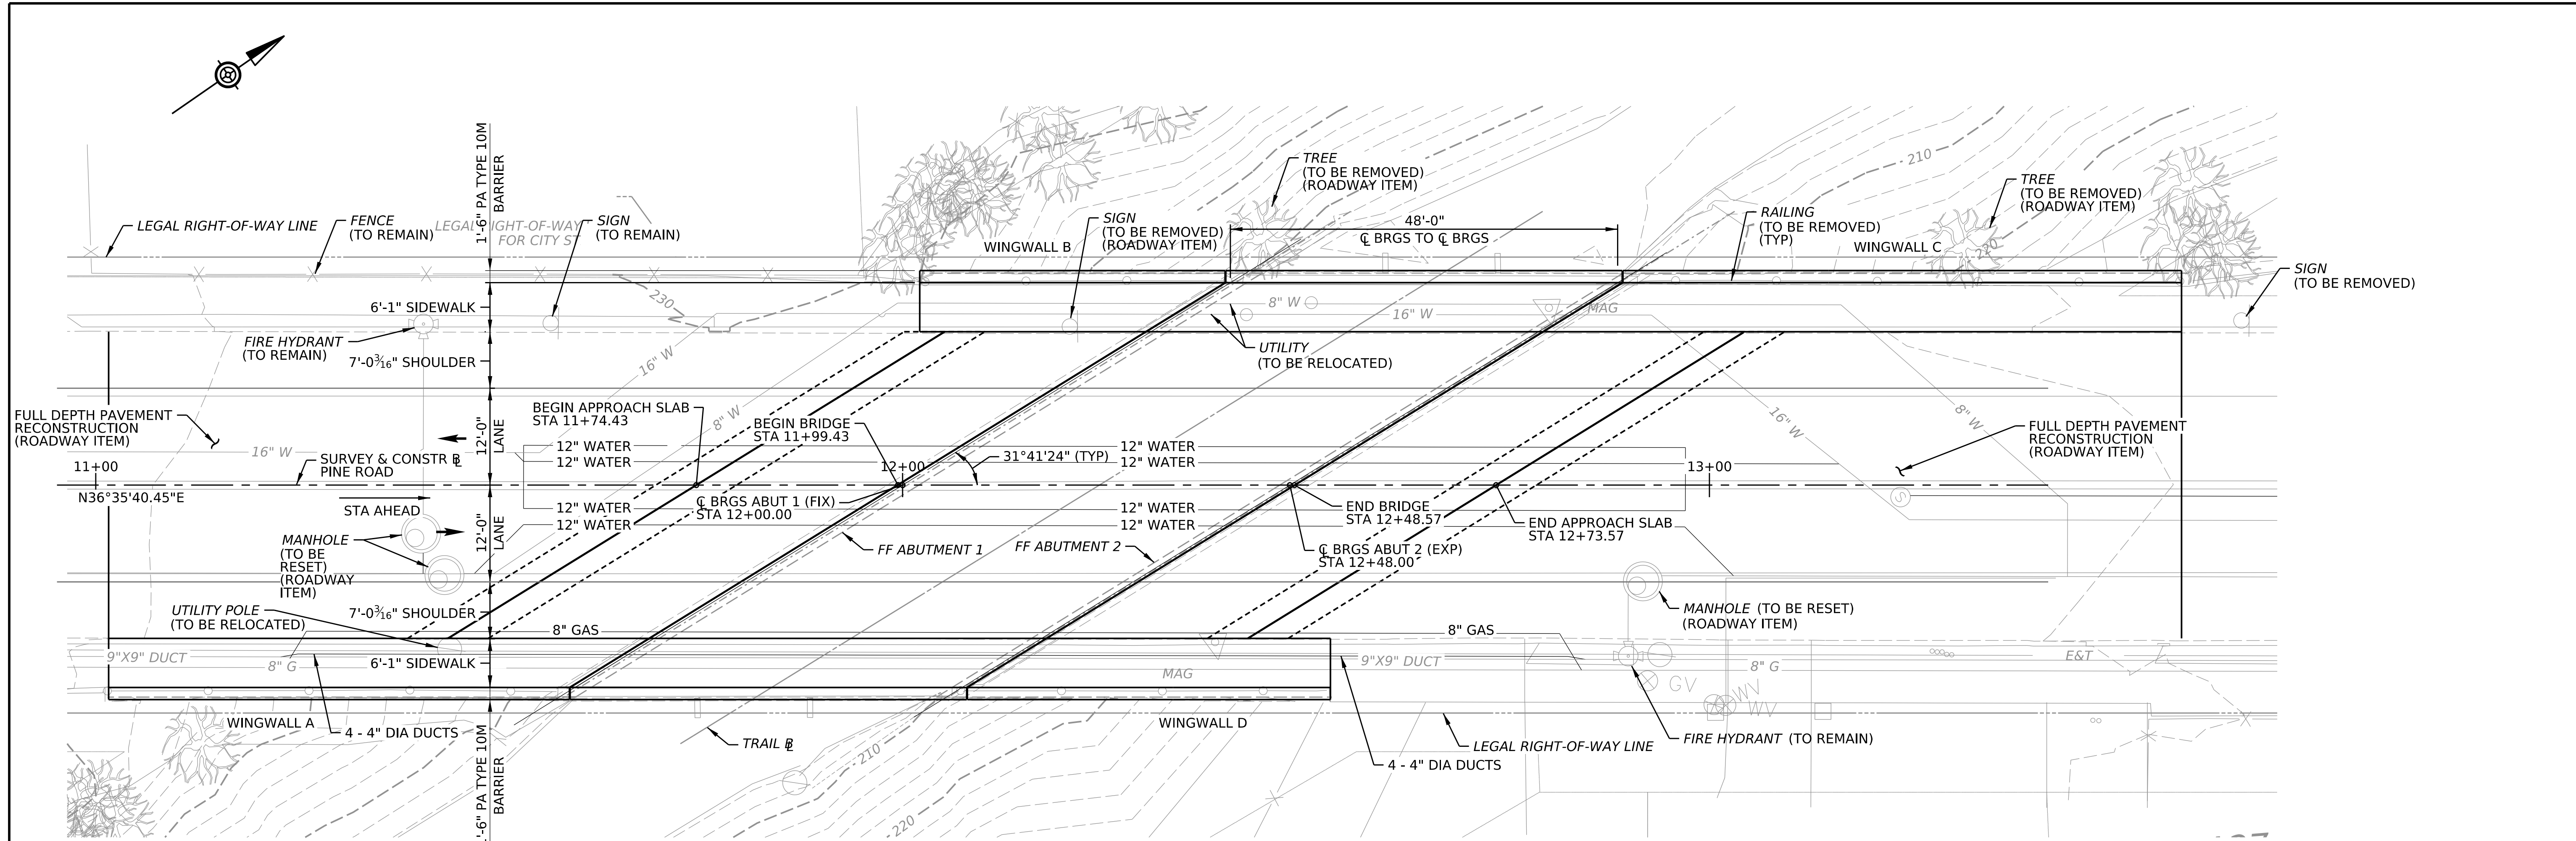 1'-6" PA TYPE 10M
BARRIER
TREE
(TO BE REMOVED)
(ROADWAY ITEM)
210
TREE
(TO BE REMOVED)
(ROADWAY ITEM)
LEGAL RIGHT-OF-WAY LINE
FENCE
(TO REMAIN)
FOR CITY ST
SIGN
(TO REMAIN)
SIGN
(TO BE REMOVED)
(ROADWAY ITEM)
WINGWALL B
48'-0"
℄ BRGS TO ℄ BRGS
RAILING
(TO BE REMOVED)
(TYP)
WINGWALL C
220
SIGN
(TO BE REMOVED)
6'-1" SIDEWALK
230
8" W
16" W
MAG
FIRE HYDRANT
(TO REMAIN)
7'-0 3/16" SHOULDER
16" W
UTILITY
(TO BE RELOCATED)
FULL DEPTH PAVEMENT
RECONSTRUCTION
(ROADWAY ITEM)
12'-0"
LANE
BEGIN APPROACH SLAB
STA 11+74.43
8" W
BEGIN BRIDGE
STA 11+99.43
16" W
8" W
FULL DEPTH PAVEMENT
RECONSTRUCTION
(ROADWAY ITEM)
16" W
12" WATER
12" WATER
12" WATER
12" WATER
31°41'24" (TYP)
SURVEY & CONSTR B
PINE ROAD
11+00
12+00
13+00
N36°35'40.45"E
STA AHEAD
12'-0"
LANE
12" WATER
12" WATER
℄ BRGS ABUT 1 (FIX)
STA 12+00.00
12" WATER
12" WATER
END BRIDGE
STA 12+48.57
END APPROACH SLAB
STA 12+73.57
S
MANHOLE
(TO BE
RESET)
(ROADWAY
ITEM)
FF ABUTMENT 1
FF ABUTMENT 2
℄ BRGS ABUT 2 (EXP)
STA 12+48.00
UTILITY POLE
(TO BE RELOCATED)
7'-0 3/16" SHOULDER
MANHOLE (TO BE RESET)
(ROADWAY ITEM)
8" GAS
8" GAS
9"X9" DUCT
8" G
6'-1" SIDEWALK
MAG
9"X9" DUCT
8" G
E&T
GV
WV
WV
WINGWALL A
4 - 4" DIA DUCTS
WINGWALL D
TRAIL B
210
LEGAL RIGHT-OF-WAY LINE
4 - 4" DIA DUCTS
FIRE HYDRANT (TO REMAIN)
'-6" PA TYPE 10M
BARRIER
220